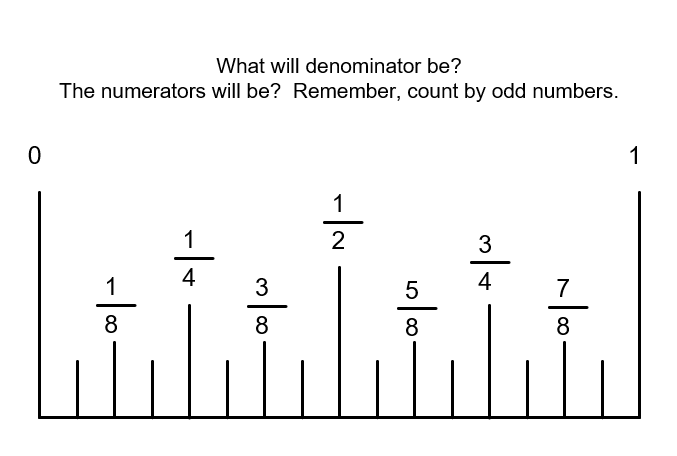 What will denominator be?
The numerators will be?  Remember, count by odd numbers.
0 1
1/2
1/4 3/4
1/8 3/8 5/8 7/8